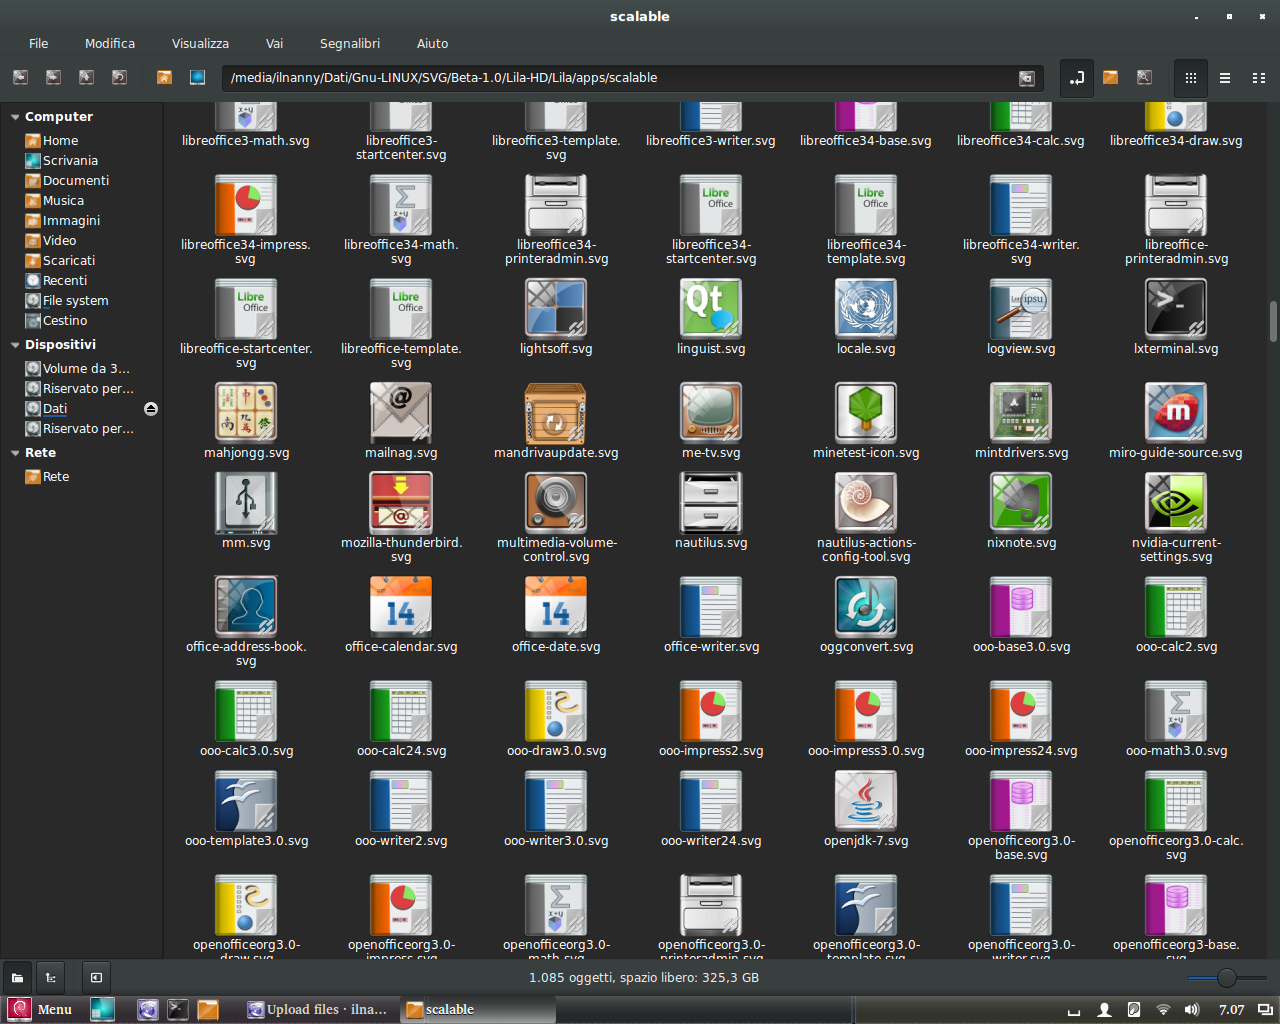 scalable
File Modifica Visualizza Vai Segnalibri Aiuto
/media/ilnanny/Dati/Gnu-LINUX/SVG/Beta-1.0/Lila-HD/Lila/apps/scalable
Computer
Home
Scrivania
Documenti
Musica
Immagini
Video
Scaricati
Recenti
File system
Cestino
Dispositivi
Volume da 3...
Riservato per...
Dati
Riservato per...
Rete
Rete
libreoffice3-math.svg
libreoffice3-
startcenter.svg
libreoffice3-template.
svg
libreoffice3-writer.svg
libreoffice34-base.svg
libreoffice34-calc.svg
libreoffice34-draw.svg
libreoffice34-impress.
svg
libreoffice34-math.
svg
libreoffice34-
printeradmin.svg
Libre
Office
libreoffice34-
startcenter.svg
Libre
Office
libreoffice34-
template.svg
libreoffice34-writer.
svg
libreoffice-
printeradmin.svg
Libre
Office
libreoffice-startcenter.
svg
Libre
Office
libreoffice-template.
svg
lightsoff.svg
Qt
linguist.svg
locale.svg
ipsu
logview.svg
>_
lxterminal.svg
mahjongg.svg
@
mailnag.svg
mandrivaupdate.svg
me-tv.svg
minetest-icon.svg
mintdrivers.svg
m
miro-guide-source.svg
mm.svg
@
mozilla-thunderbird.
svg
multimedia-volume-
control.svg
nautilus.svg
nautilus-actions-
config-tool.svg
nixnote.svg
nvidia-current-
settings.svg
office-address-book.
svg
14
office-calendar.svg
14
office-date.svg
office-writer.svg
oggconvert.svg
ooo-base3.0.svg
ooo-calc2.svg
ooo-calc3.0.svg
ooo-calc24.svg
ooo-draw3.0.svg
ooo-impress2.svg
ooo-impress3.0.svg
ooo-impress24.svg
ooo-math3.0.svg
ooo-template3.0.svg
ooo-writer2.svg
ooo-writer3.0.svg
ooo-writer24.svg
openjdk-7.svg
openofficeorg3.0-
base.svg
openofficeorg3.0-calc.
svg
openofficeorg3.0-
draw.svg
openofficeorg3.0-
impress.svg
openofficeorg3.0-
math.svg
openofficeorg3.0-
printeradmin.svg
openofficeorg3.0-
template.svg
openofficeorg3.0-
writer.svg
openofficeorg3-base.
svg
1.085 oggetti, spazio libero: 325,3 GB
Menu
Upload files · ilna...
scalable
7.07